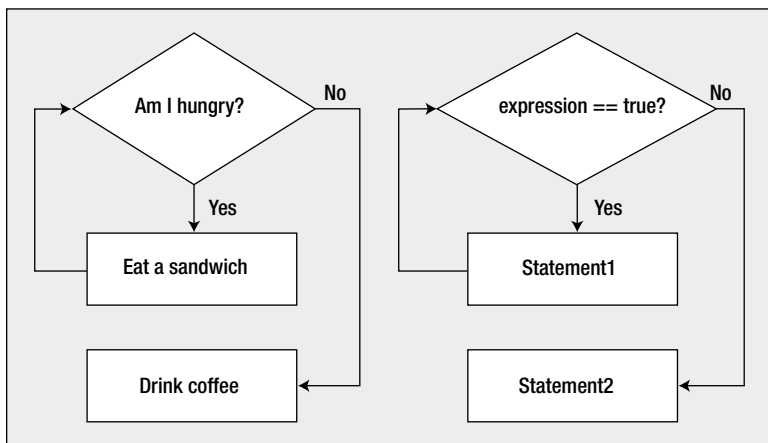 Am I hungry?
No
Yes
Eat a sandwich
Drink coffee
expression == true?
No
Yes
Statement1
Statement2